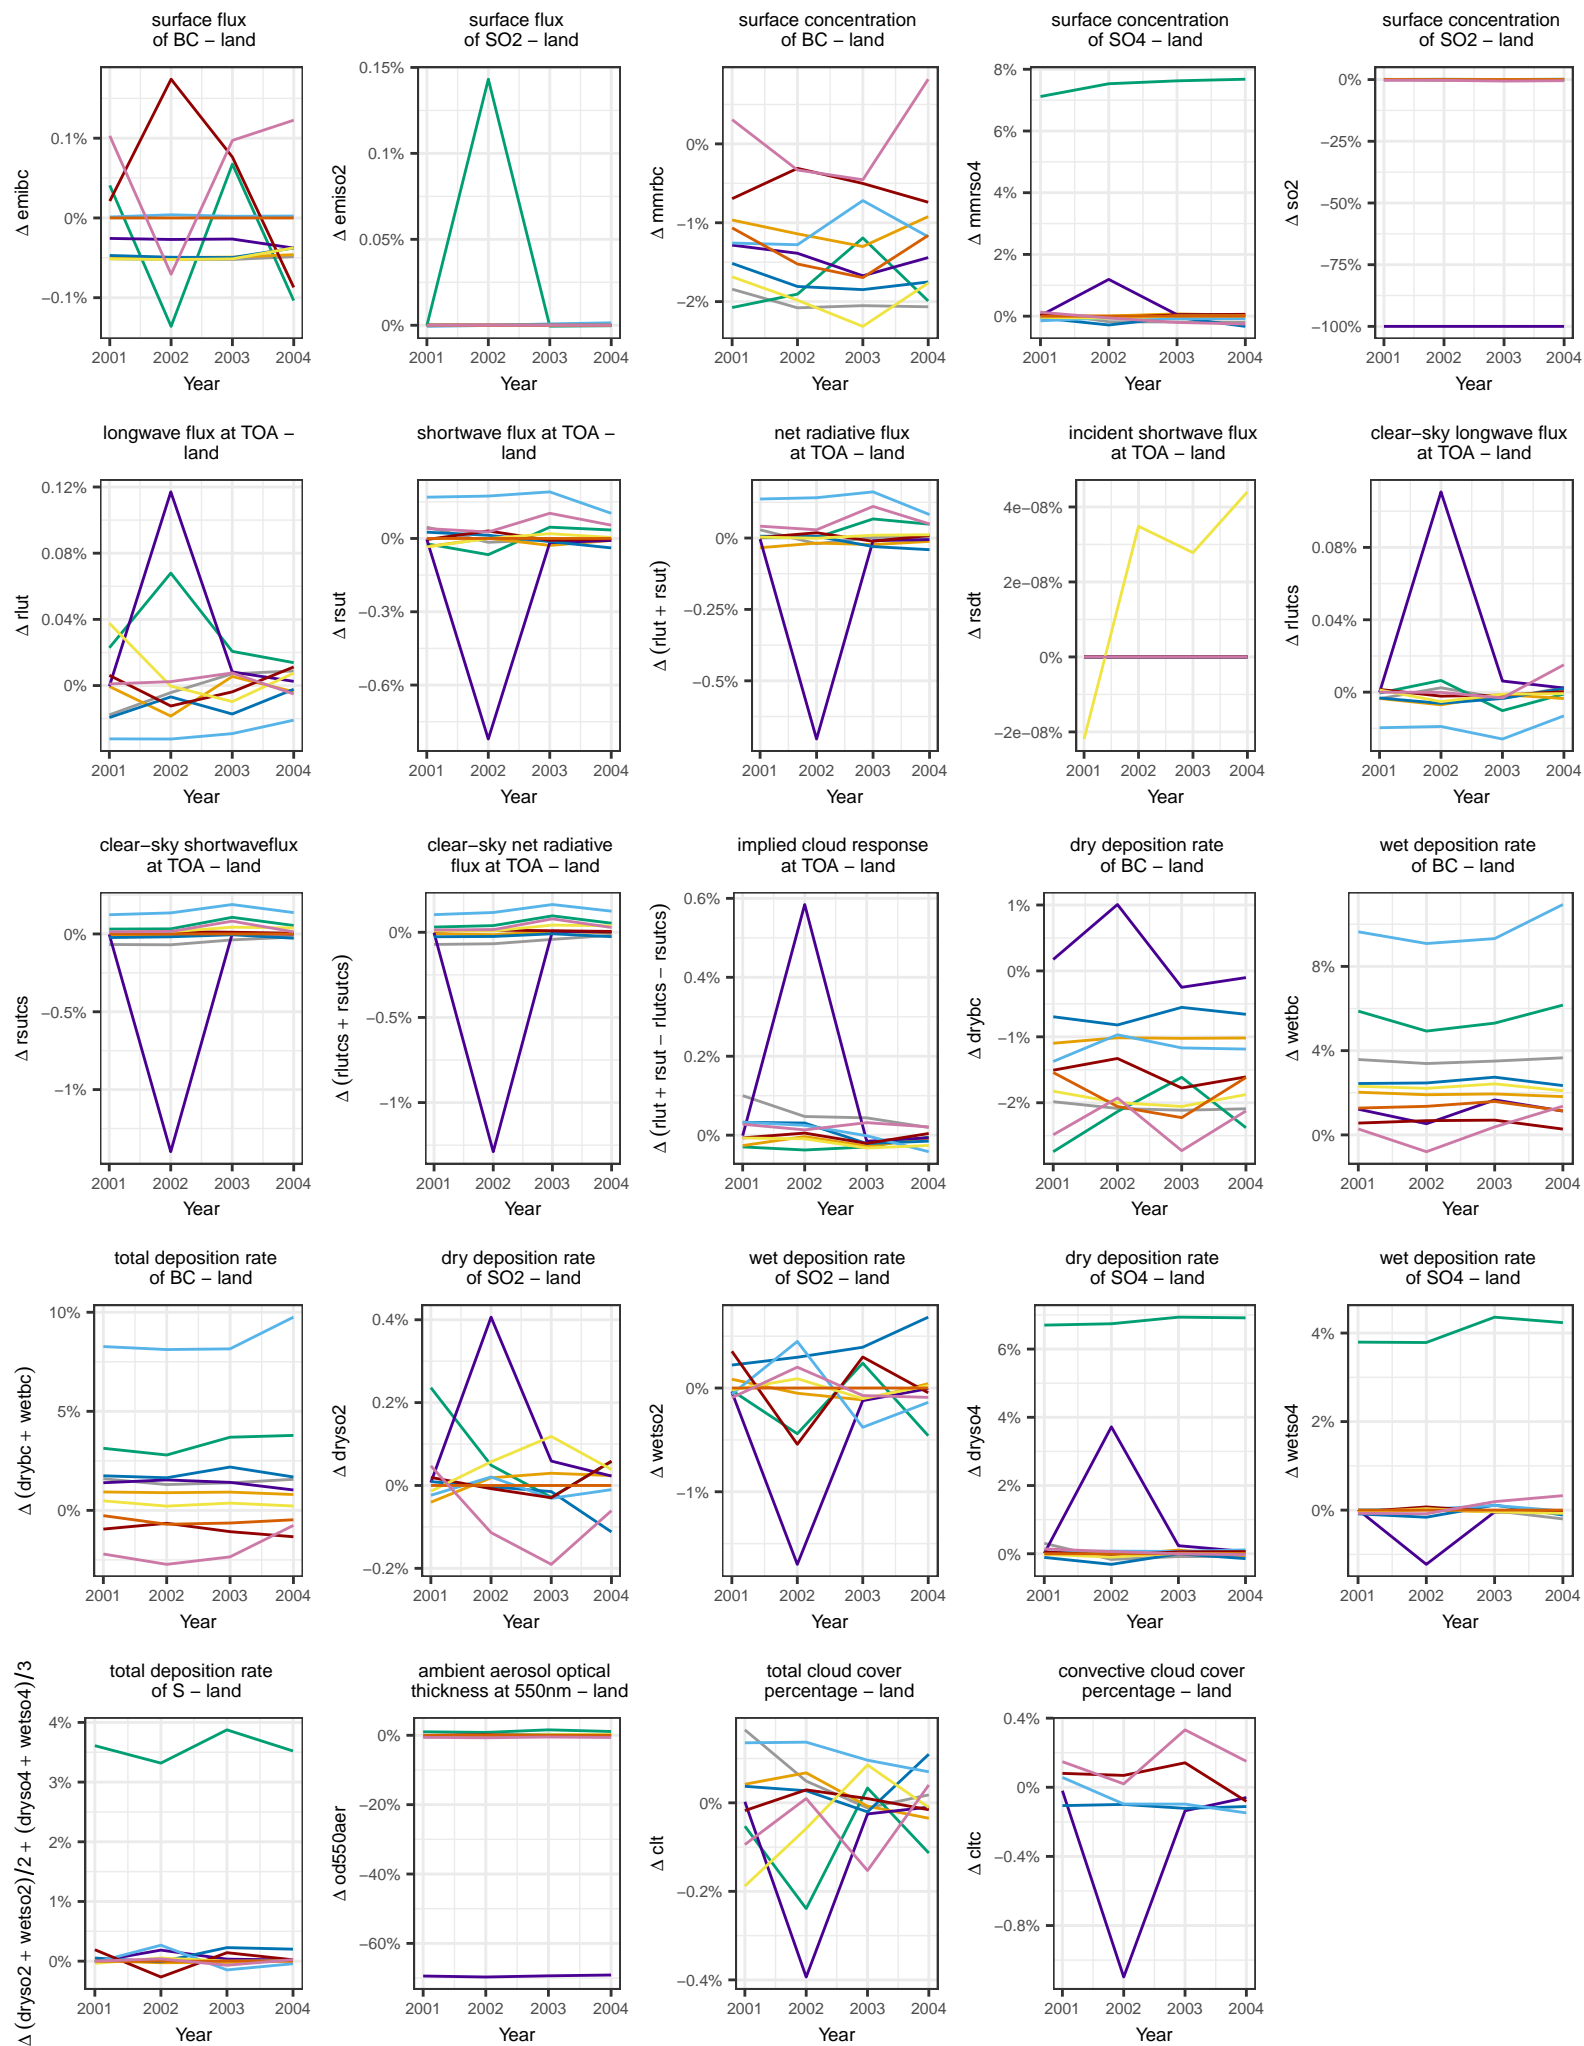 surface flux
of BC − land
Δ emibc
0.1%
0%
−0.1%
2001 2002 2003 2004
Year
surface flux
of SO2 − land
Δ emiso2
0.15%
0.1%
0.05%
0%
2001 2002 2003 2004
Year
surface concentration
of BC − land
Δ mmrbc
0%
−1%
−2%
2001 2002 2003 2004
Year
surface concentration
of SO4 − land
Δ mmrso4
8%
6%
4%
2%
0%
2001 2002 2003 2004
Year
surface concentration
of SO2 − land
Δ so2
0%
−25%
−50%
−75%
−100%
2001 2002 2003 2004
Year
longwave flux at TOA −
land
Δ rlut
0.12%
0.08%
0.04%
0%
2001 2002 2003 2004
Year
shortwave flux at TOA −
land
Δ rsut
0%
−0.3%
−0.6%
2001 2002 2003 2004
Year
net radiative flux
at TOA − land
Δ (rlut + rsut)
0%
−0.25%
−0.5%
2001 2002 2003 2004
Year
incident shortwave flux
at TOA − land
Δ rsdt
4e−08%
2e−08%
0%
−2e−08%
2001 2002 2003 2004
Year
clear−sky longwave flux
at TOA − land
Δ rlutcs
0.08%
0.04%
0%
2001 2002 2003 2004
Year
clear−sky shortwaveflux
at TOA − land
Δ rsutcs
0%
−0.5%
−1%
2001 2002 2003 2004
Year
clear−sky net radiative
flux at TOA − land
Δ (rlutcs + rsutcs)
0%
−0.5%
−1%
2001 2002 2003 2004
Year
implied cloud response
at TOA − land
Δ (rlut + rsut − rlutcs − rsutcs)
0.6%
0.4%
0.2%
0%
2001 2002 2003 2004
Year
dry deposition rate
of BC − land
Δ drybc
1%
0%
−1%
−2%
2001 2002 2003 2004
Year
wet deposition rate
of BC − land
Δ wetbc
8%
4%
0%
2001 2002 2003 2004
Year
total deposition rate
of BC − land
Δ (drybc + wetbc)
10%
5%
0%
2001 2002 2003 2004
Year
dry deposition rate
of SO2 − land
Δ dryso2
0.4%
0.2%
0%
−0.2%
2001 2002 2003 2004
Year
wet deposition rate
of SO2 − land
Δ wetso2
0%
−1%
2001 2002 2003 2004
Year
dry deposition rate
of SO4 − land
Δ dryso4
6%
4%
2%
0%
2001 2002 2003 2004
Year
wet deposition rate
of SO4 − land
Δ wetso4
4%
2%
0%
2001 2002 2003 2004
Year
total deposition rate
of S − land
Δ (dryso2 + wetso2)/2 + (dryso4 + wetso4)/3
4%
3%
2%
1%
0%
2001 2002 2003 2004
Year
ambient aerosol optical
thickness at 550nm − land
Δ od550aer
0%
−20%
−40%
−60%
2001 2002 2003 2004
Year
total cloud cover
percentage − land
Δ clt
0%
−0.2%
−0.4%
2001 2002 2003 2004
Year
convective cloud cover
percentage − land
Δ cltc
0.4%
0%
−0.4%
−0.8%
2001 2002 2003 2004
Year